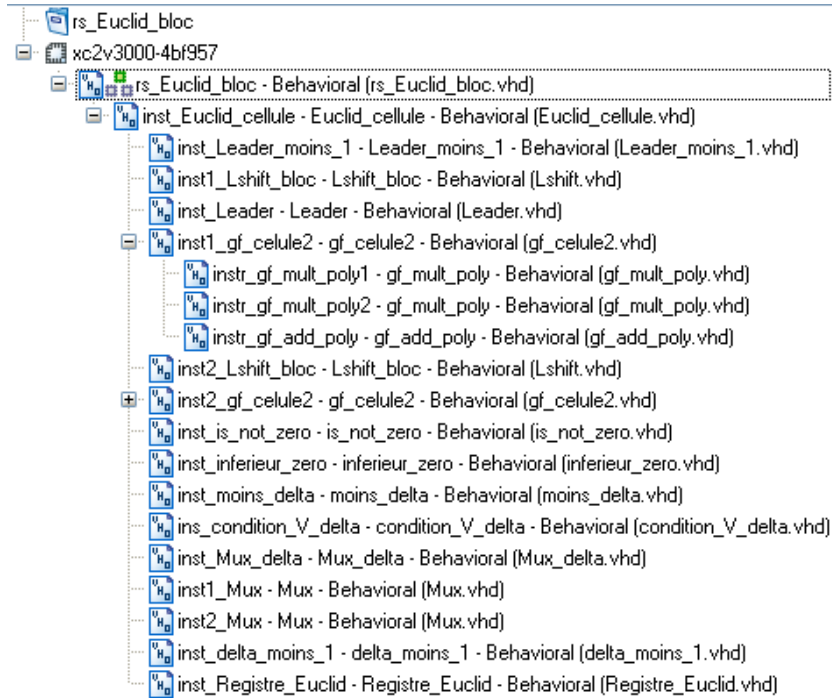 rs_Euclid_bloc
xc2v3000-4bf957
rs_Euclid_bloc - Behavioral (rs_Euclid_bloc.vhd)
inst_Euclid_cellule - Euclid_cellule - Behavioral (Euclid_cellule.vhd)
inst_Leader_moins_1 - Leader_moins_1 - Behavioral (Leader_moins_1.vhd)
inst1_Lshift_bloc - Lshift_bloc - Behavioral (Lshift.vhd)
inst_Leader - Leader - Behavioral (Leader.vhd)
inst1_gf_celule2 - gf_celule2 - Behavioral (gf_celule2.vhd)
instr_gf_mult_poly1 - gf_mult_poly - Behavioral (gf_mult_poly.vhd)
instr_gf_mult_poly2 - gf_mult_poly - Behavioral (gf_mult_poly.vhd)
instr_gf_add_poly - gf_add_poly - Behavioral (gf_add_poly.vhd)
inst2_Lshift_bloc - Lshift_bloc - Behavioral (Lshift.vhd)
inst2_gf_celule2 - gf_celule2 - Behavioral (gf_celule2.vhd)
inst_is_not_zero - is_not_zero - Behavioral (is_not_zero.vhd)
inst_inferieur_zero - inferieur_zero - Behavioral (inferieur_zero.vhd)
inst_moins_delta - moins_delta - Behavioral (moins_delta.vhd)
ins_condition_V_delta - condition_V_delta - Behavioral (condition_V_delta.vhd)
inst_Mux_delta - Mux_delta - Behavioral (Mux_delta.vhd)
inst1_Mux - Mux - Behavioral (Mux.vhd)
inst2_Mux - Mux - Behavioral (Mux.vhd)
inst_delta_moins_1 - delta_moins_1 - Behavioral (delta_moins_1.vhd)
inst_Registre_Euclid - Registre_Euclid - Behavioral (Registre_Euclid.vhd)